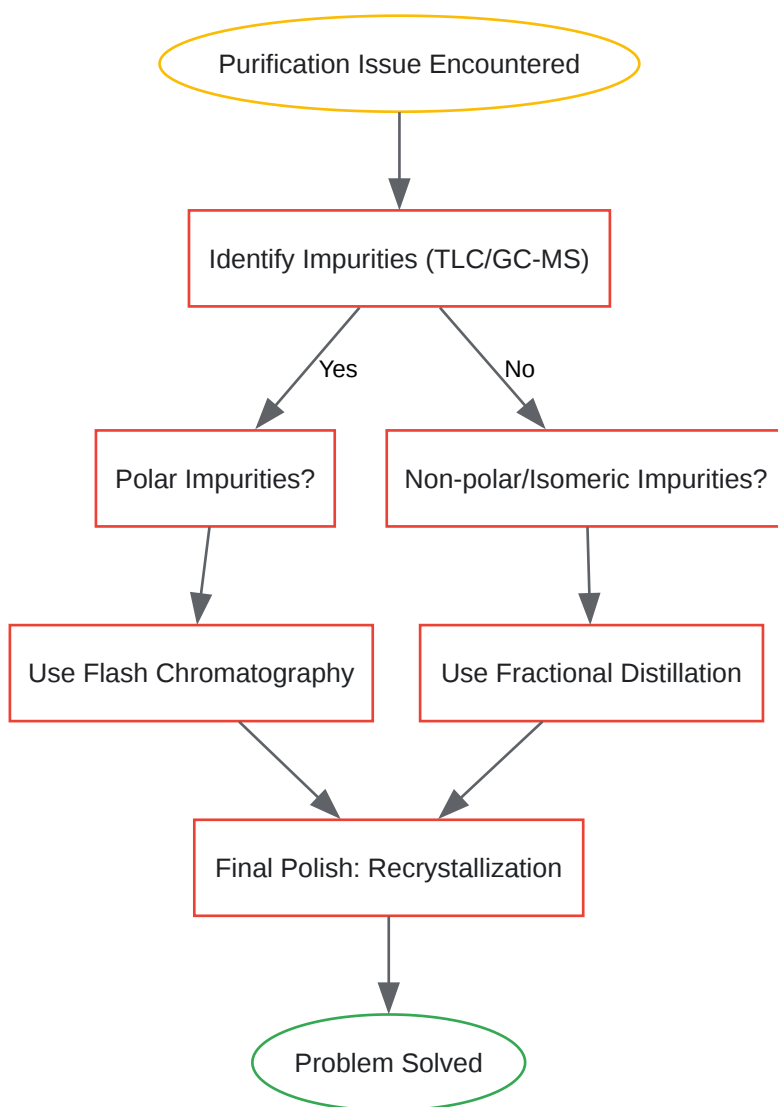 Purification Issue Encountered
Identify Impurities (TLC/GC-MS)
Yes
No
Polar Impurities?
Non-polar/Isomeric Impurities?
Use Flash Chromatography
Use Fractional Distillation
Final Polish: Recrystallization
Problem Solved